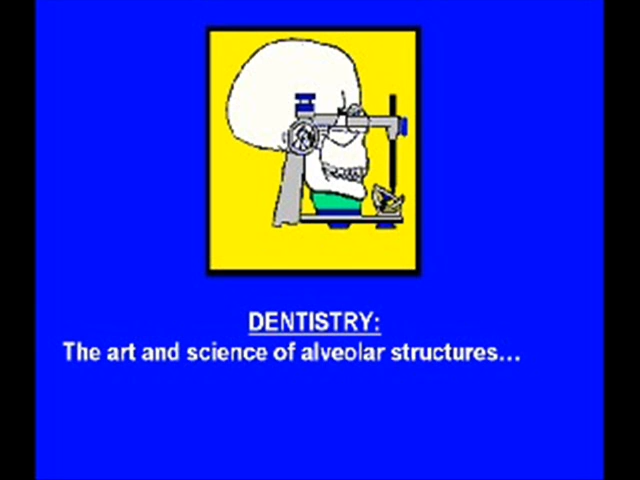 DENTISTRY:
The art and science of alveolar structures...